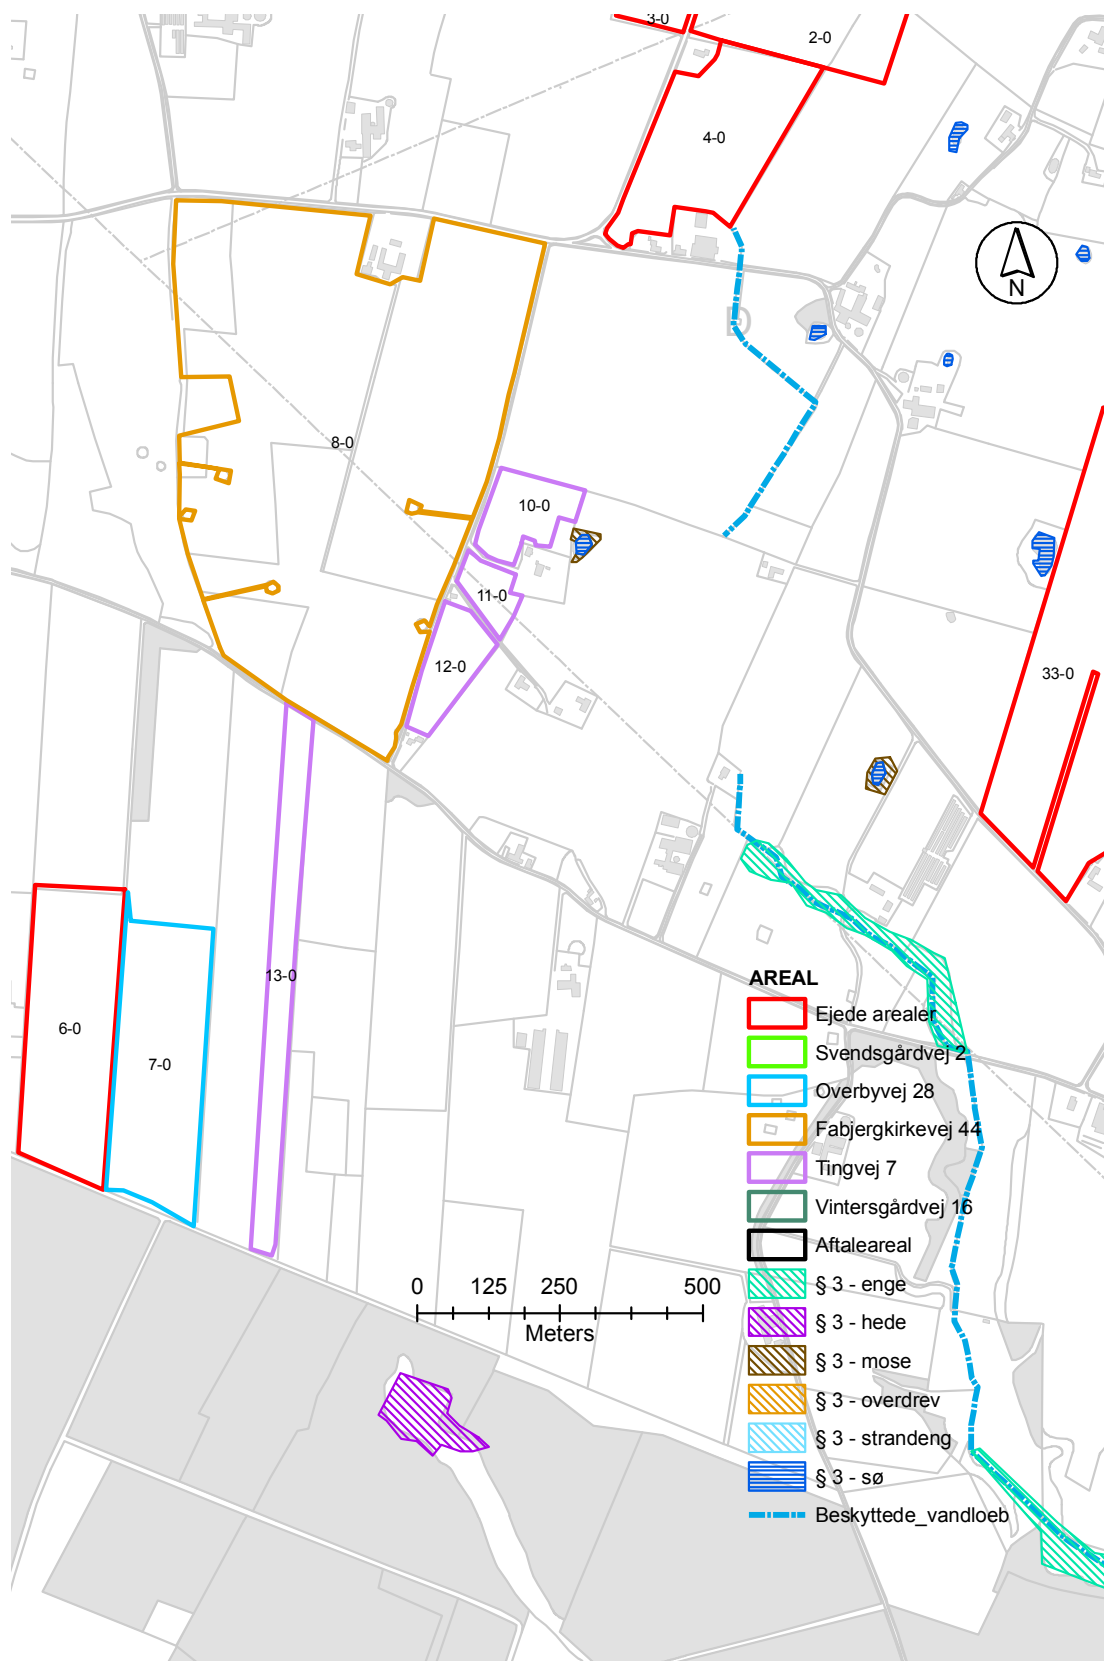 3-0
2-0
4-0
N
D
8-0
10-0
11-0
12-0
33-0
13-0
6-0
7-0
AREAL
Ejede arealer
Svendsgårdvej 2
Overbyvej 28
Fabjergkirkevej 44
Tingvej 7
Vintersgårdvej 16
Aftaleareal
§ 3 - enge
§ 3 - hede
§ 3 - mose
§ 3 - overdrev
§ 3 - strandeng
§ 3 - sø
Beskyttede_vandloeb
0 125 250 500
Meters